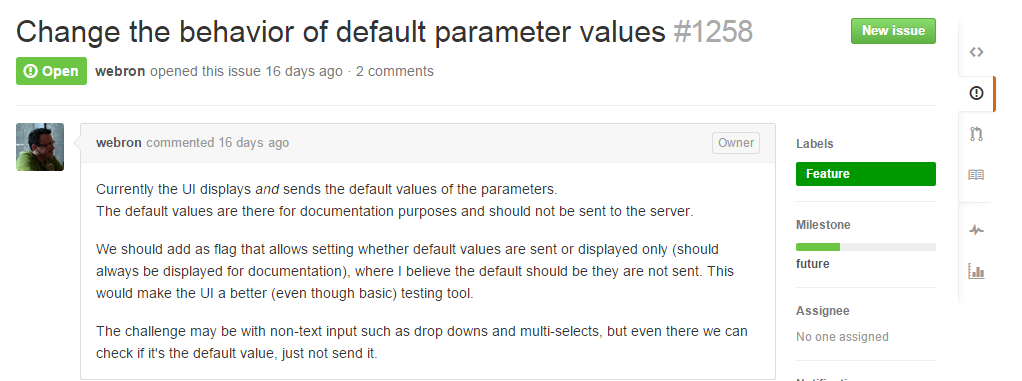 Change the behavior of default parameter values #1258
New issue
Open webron opened this issue 16 days ago · 2 comments
webron commented 16 days ago
Owner
Currently the UI displays and sends the default values of the parameters.
The default values are there for documentation purposes and should not be sent to the server.
We should add as flag that allows setting whether default values are sent or displayed only (should
always be displayed for documentation), where I believe the default should be they are not sent. This
would make the UI a better (even though basic) testing tool.
The challenge may be with non-text input such as drop downs and multi-selects, but even there we can
check if it's the default value, just not send it.
Labels
Feature
Milestone
future
Assignee
No one assigned